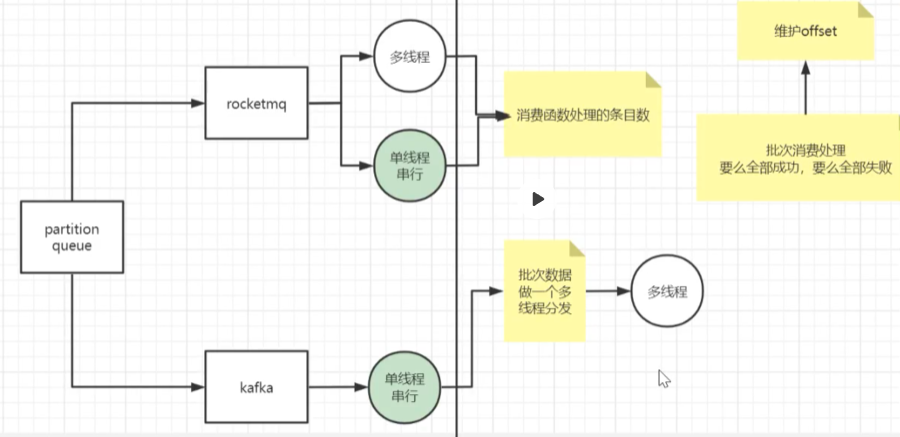 多线程
维护offset
rocketmq
消费函数处理的条目数
单线程
串行
批次消费处理
要么全部成功，要么全部失败
partition
queue
批次数据
做一个多
线程分发
多线程
kafka
单线程
串行